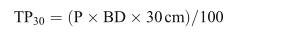 TP₃₀ = (P × BD × 30 cm)/100